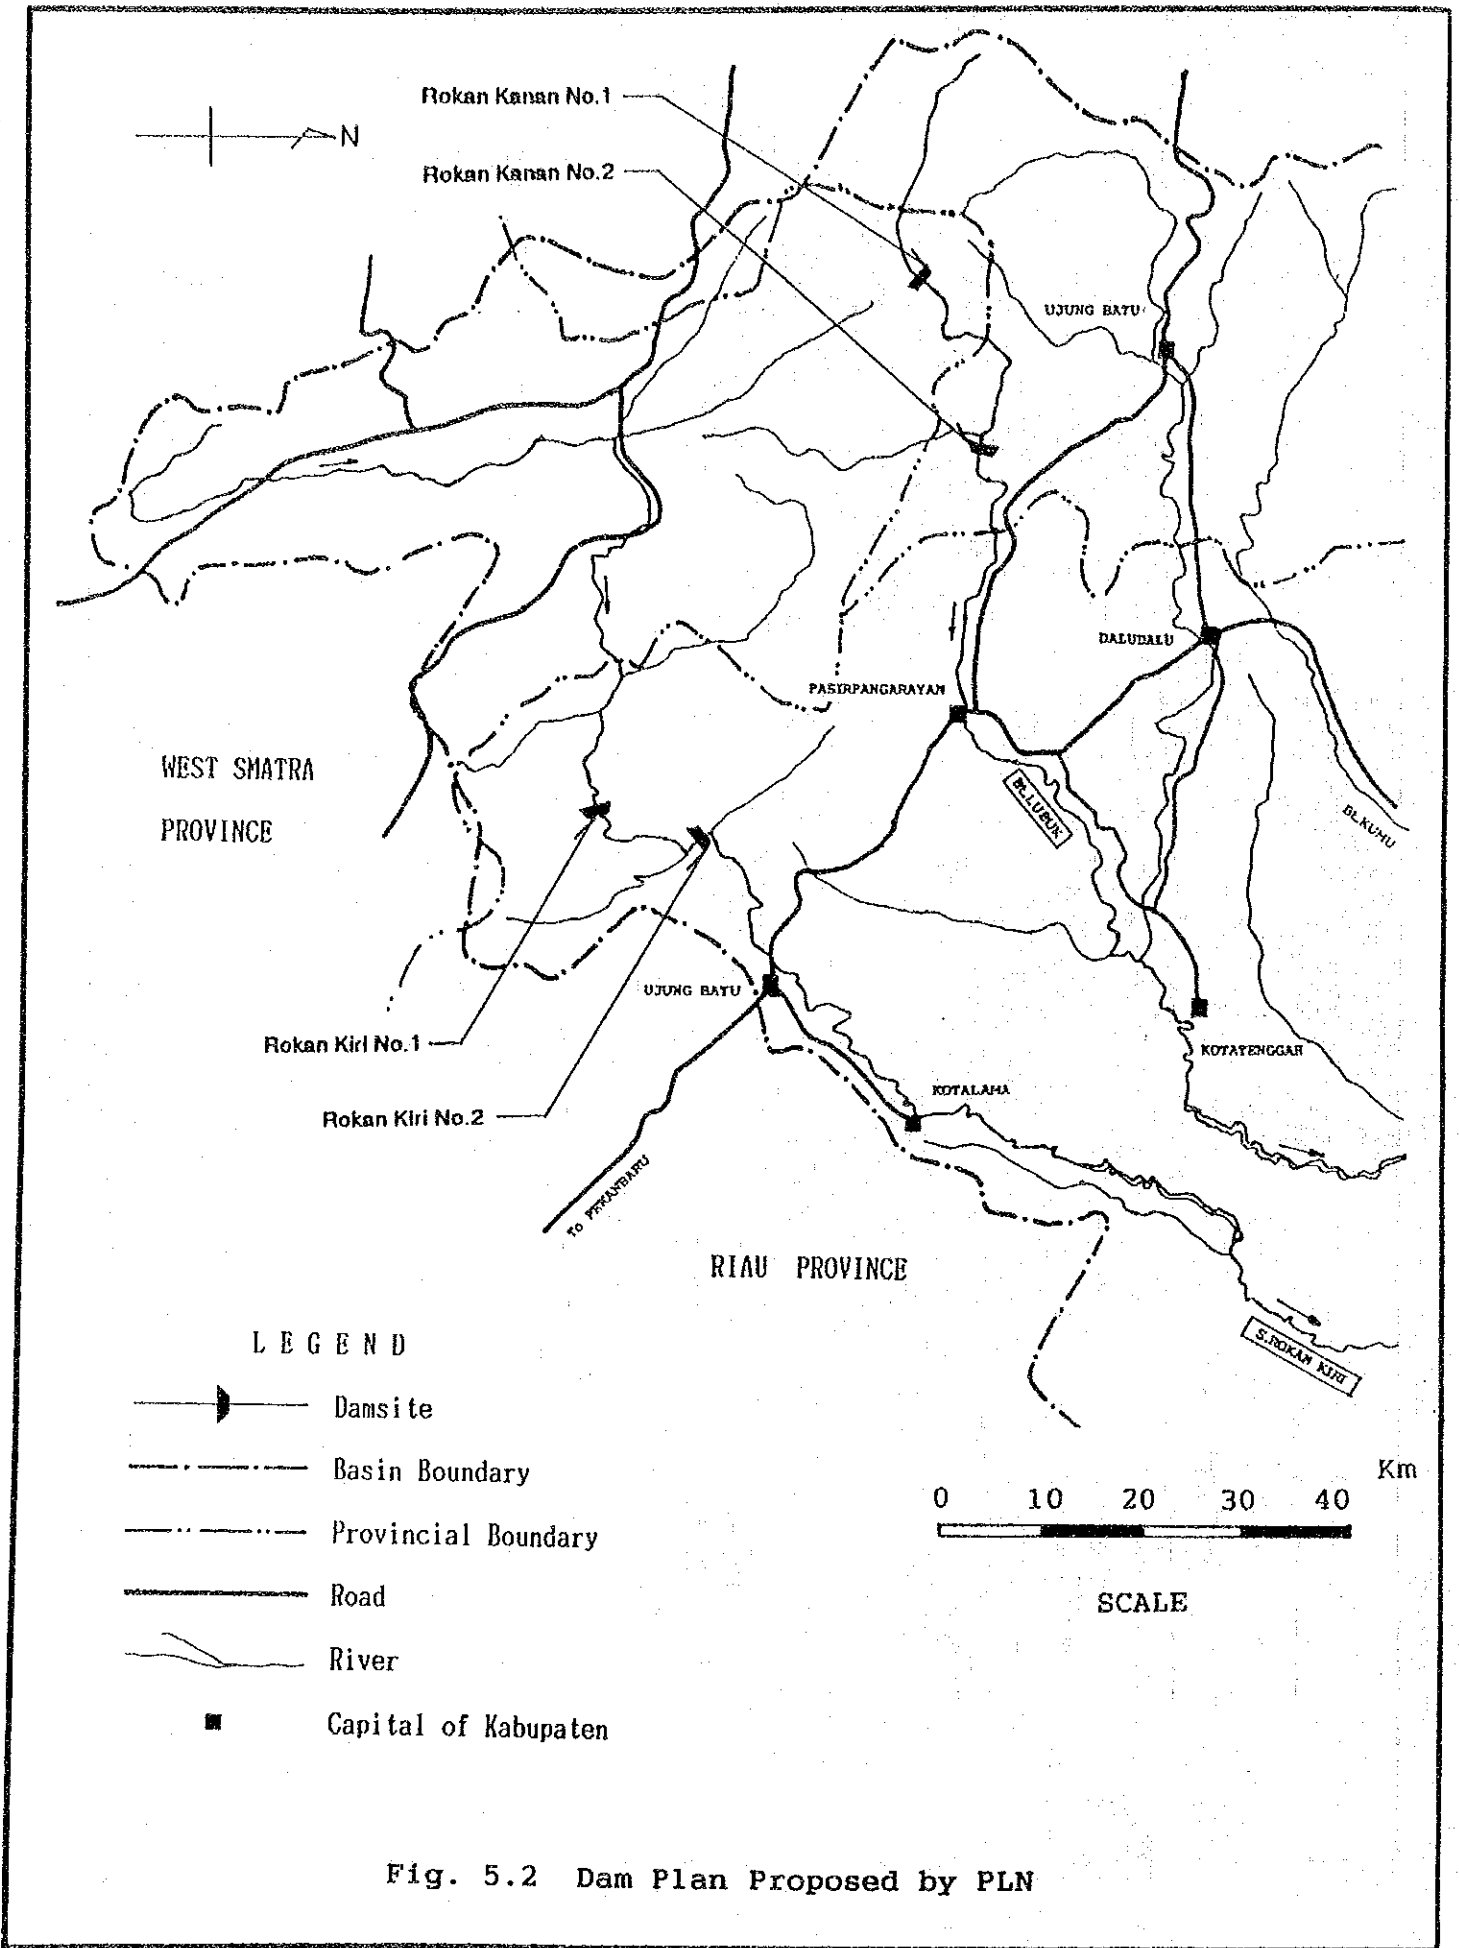 Rokan Kanan No.1
N
Rokan Kanan No.2
UJUNG BATU
DALUDALU
PASIRPANGARAYAN
WEST SMATRA
PROVINCE
BT.LUBUK
BT.KUMU
UJUNG BATU
Rokan Kiri No.1
KOTATENGGAH
KOTALAMA
Rokan Kiri No.2
To PEKANBARU
RIAU PROVINCE
S.ROKAN KIRI
LEGEND
Damsite
Basin Boundary
Km
0 10 20 30 40
Provincial Boundary
Road
SCALE
River
Capital of Kabupaten
Fig. 5.2 Dam Plan Proposed by PLN